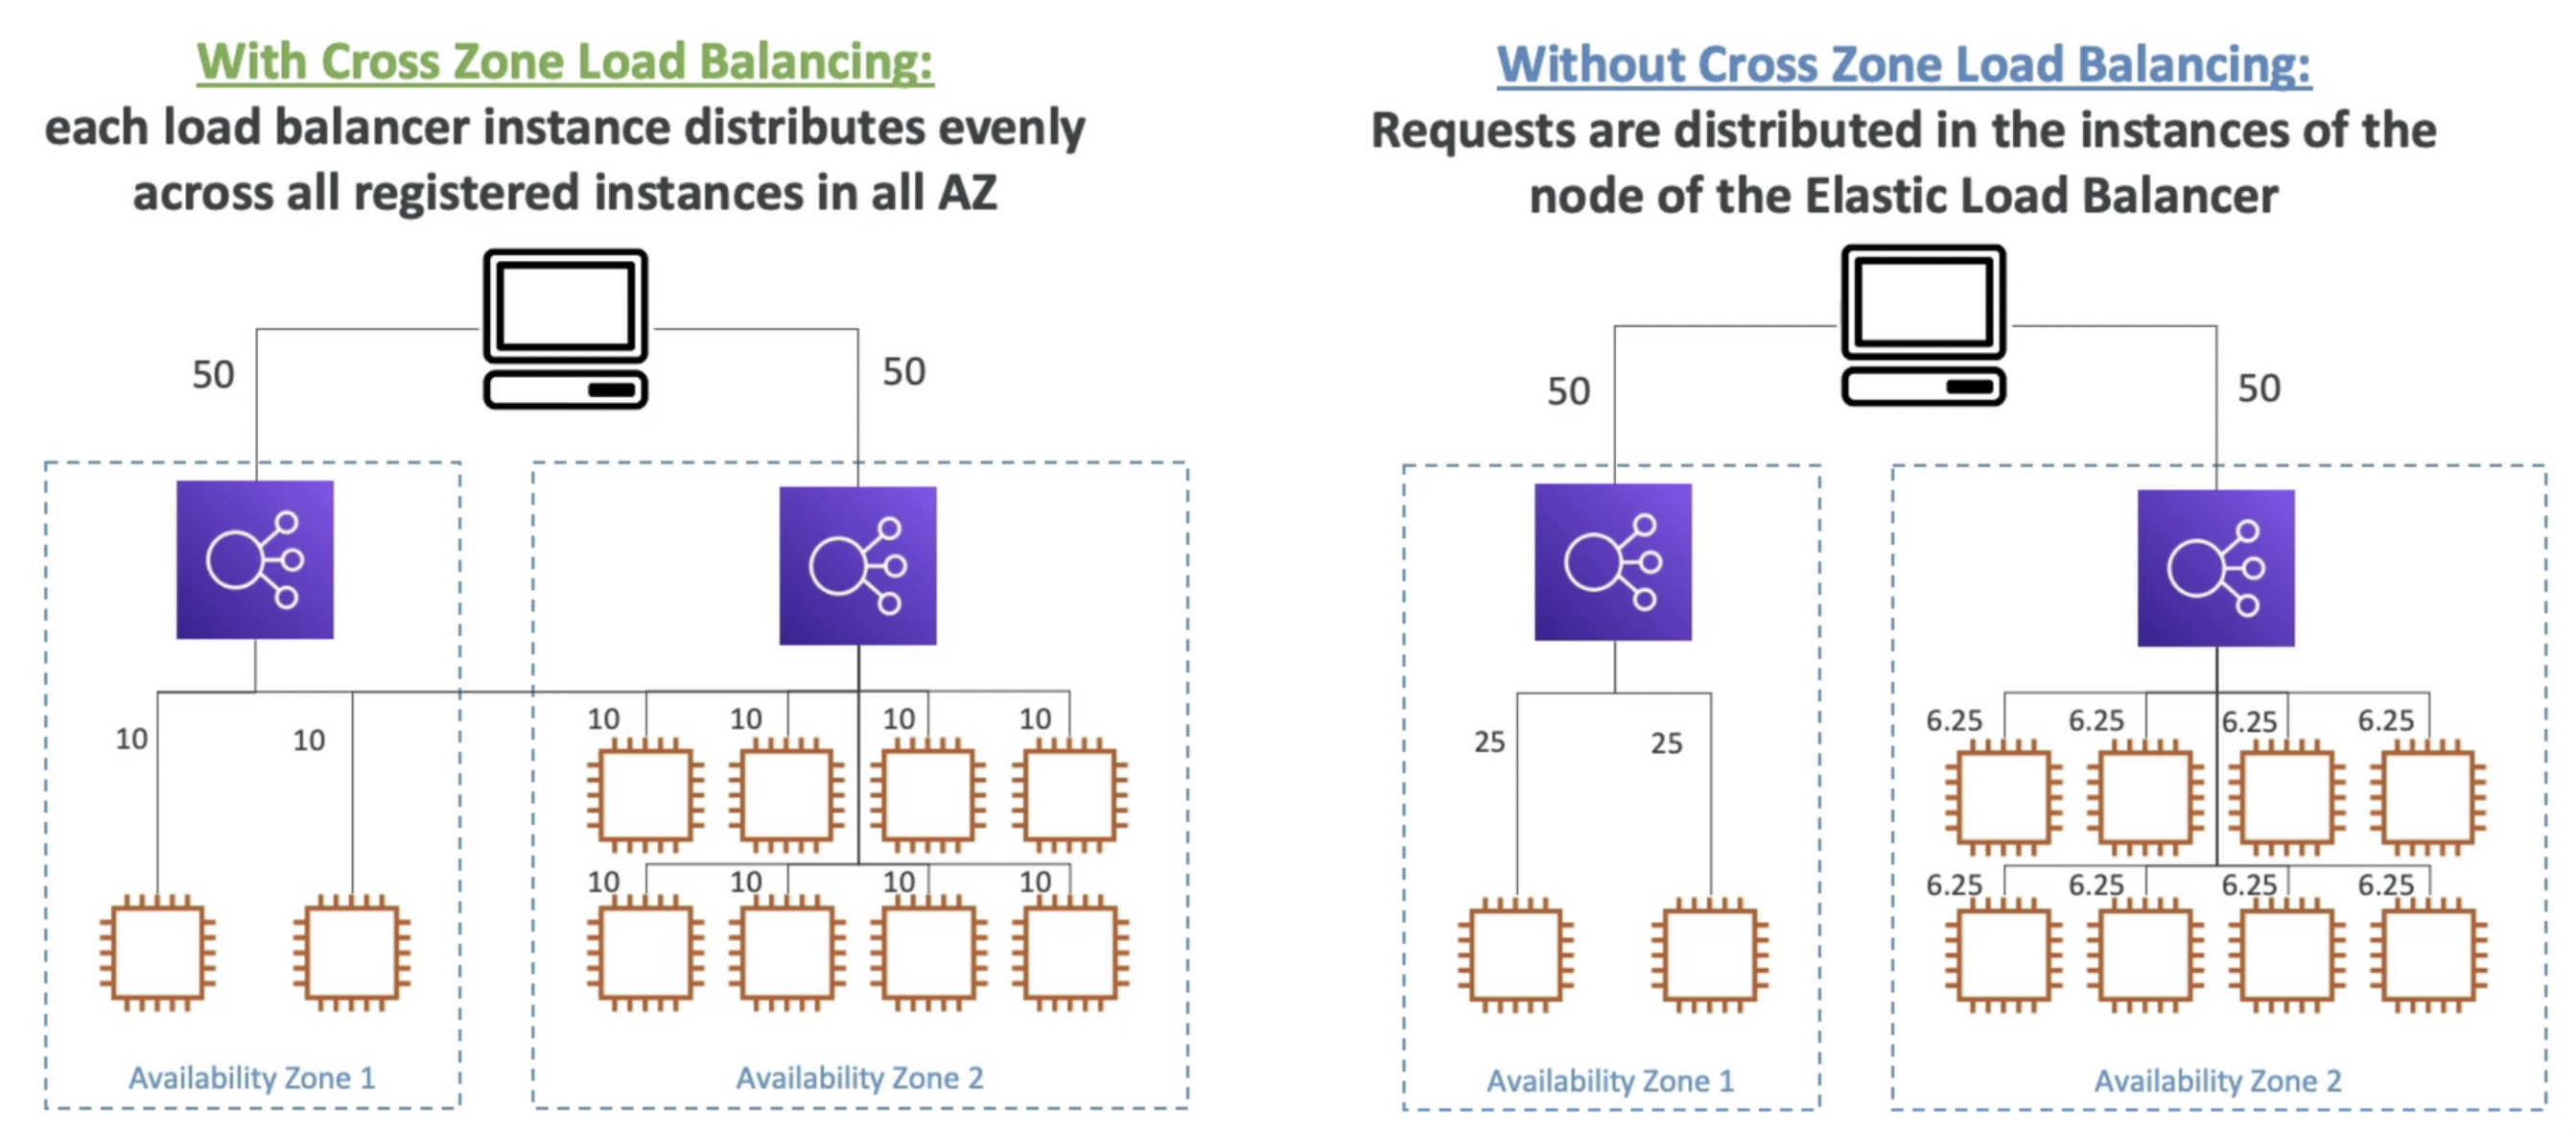 With Cross Zone Load Balancing:
each load balancer instance distributes evenly
across all registered instances in all AZ
50
50
10
10
10
10
10
10
10
10
10
10
Availability Zone 1
Availability Zone 2
Without Cross Zone Load Balancing:
Requests are distributed in the instances of the
node of the Elastic Load Balancer
50
50
25
25
6.25
6.25
6.25
6.25
6.25
6.25
6.25
6.25
Availability Zone 1
Availability Zone 2